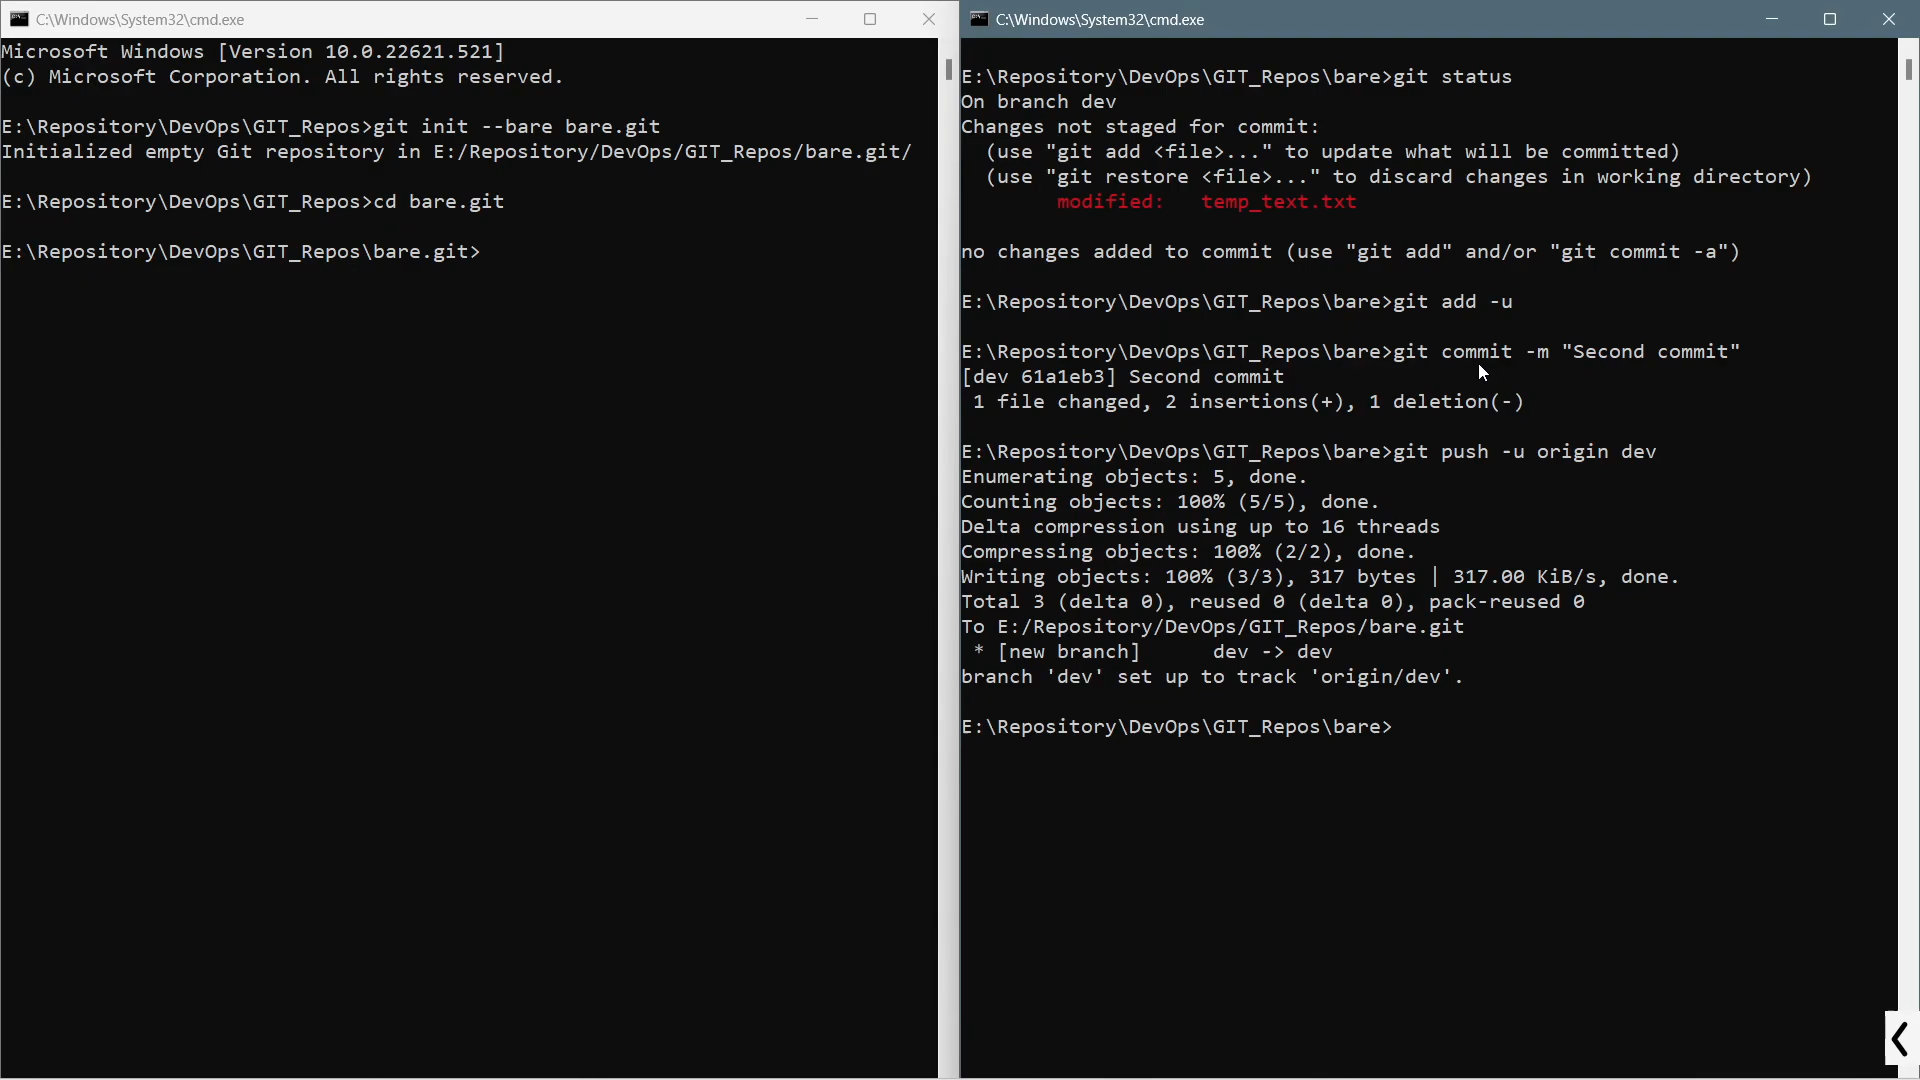 C:\Windows\System32\cmd.exe
Microsoft Windows [Version 10.0.22621.521]
(c) Microsoft Corporation. All rights reserved.
E:\Repository\DevOps\GIT_Repos>git init --bare bare.git
Initialized empty Git repository in E:/Repository/DevOps/GIT_Repos/bare.git/
E:\Repository\DevOps\GIT_Repos>cd bare.git
E:\Repository\DevOps\GIT_Repos\bare.git>
C:\Windows\System32\cmd.exe
E:\Repository\DevOps\GIT_Repos\bare>git status
On branch dev
Changes not staged for commit:
  (use "git add <file>..." to update what will be committed)
  (use "git restore <file>..." to discard changes in working directory)
        modified:   temp_text.txt
no changes added to commit (use "git add" and/or "git commit -a")
E:\Repository\DevOps\GIT_Repos\bare>git add -u
E:\Repository\DevOps\GIT_Repos\bare>git commit -m "Second commit"
[dev 61a1eb3] Second commit
 1 file changed, 2 insertions(+), 1 deletion(-)
E:\Repository\DevOps\GIT_Repos\bare>git push -u origin dev
Enumerating objects: 5, done.
Counting objects: 100% (5/5), done.
Delta compression using up to 16 threads
Compressing objects: 100% (2/2), done.
Writing objects: 100% (3/3), 317 bytes | 317.00 KiB/s, done.
Total 3 (delta 0), reused 0 (delta 0), pack-reused 0
To E:/Repository/DevOps/GIT_Repos/bare.git
 * [new branch]      dev -> dev
branch 'dev' set up to track 'origin/dev'.
E:\Repository\DevOps\GIT_Repos\bare>